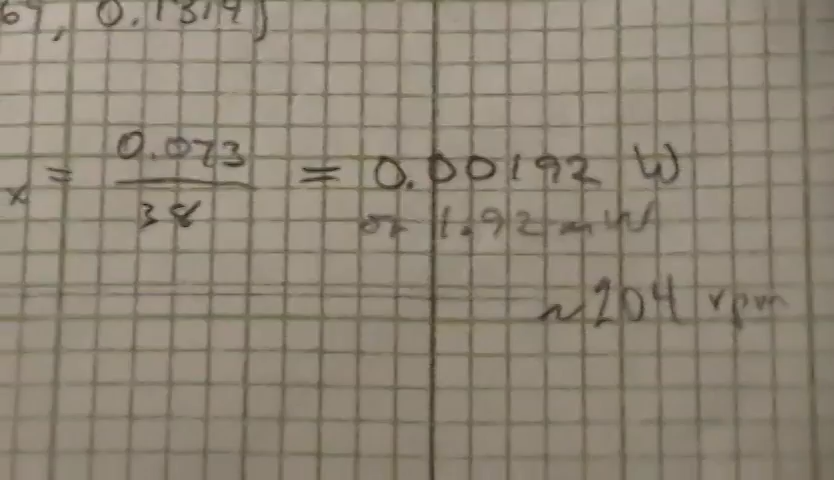 67, 0.1314)
x = 0.073 / 38 = 0.00192 W
or 1.92 mW
~204 rpm